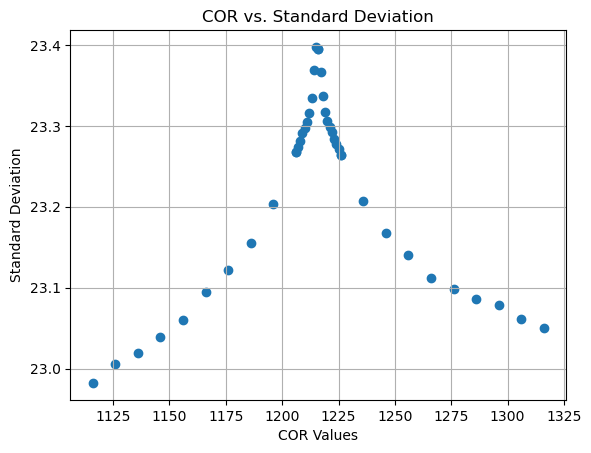 COR vs. Standard Deviation
Standard Deviation
23.4
23.3
23.2
23.1
23.0
1125 1150 1175 1200 1225 1250 1275 1300 1325
COR Values